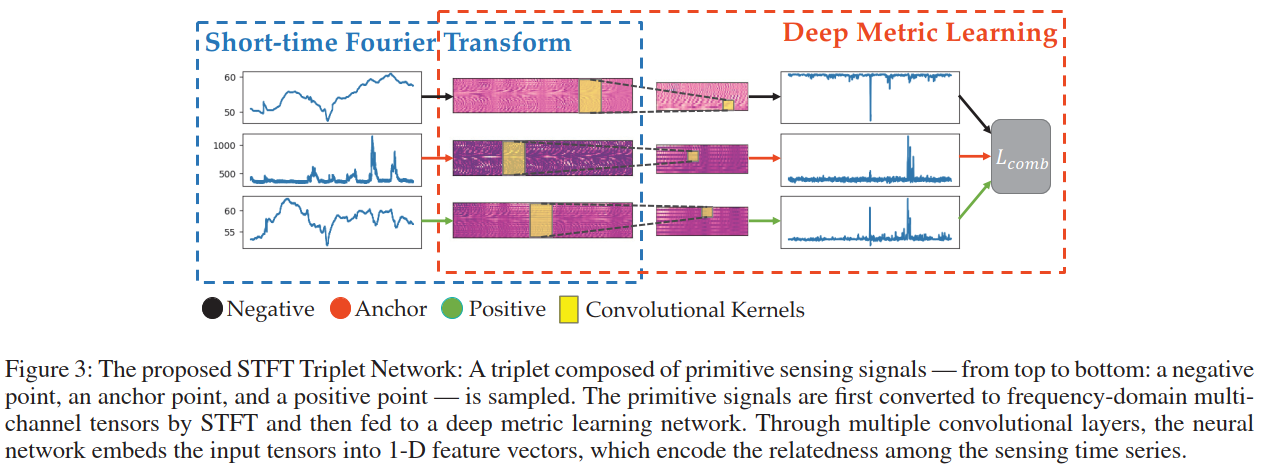 Short-time Fourier Transform
Deep Metric Learning
60
50
1000
500
60
55
L_comb
Negative
Anchor
Positive
Convolutional Kernels
Figure 3: The proposed STFT Triplet Network: A triplet composed of primitive sensing signals — from top to bottom: a negative
point, an anchor point, and a positive point — is sampled. The primitive signals are first converted to frequency-domain multi-
channel tensors by STFT and then fed to a deep metric learning network. Through multiple convolutional layers, the neural
network embeds the input tensors into 1-D feature vectors, which encode the relatedness among the sensing time series.